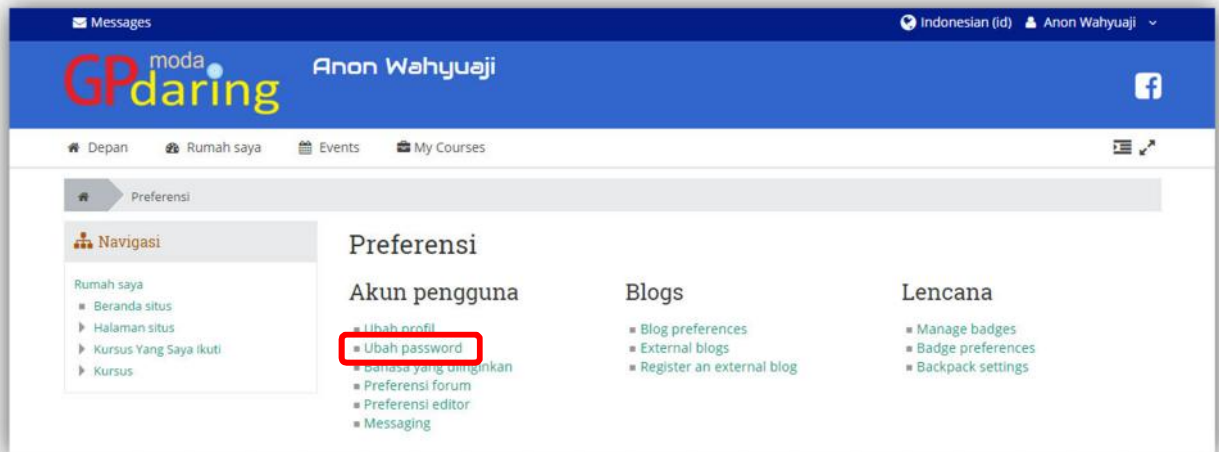 Messages
Indonesian (id) Anon Wahyuaji
GP moda daring
Anon Wahyuaji
Depan Rumah saya Events My Courses
Preferensi
Navigasi
Rumah saya
Beranda situs
Halaman situs
Kursus Yang Saya Ikuti
Kursus
Preferensi
Akun pengguna
Ubah profil
Ubah password
Bahasa yang diinginkan
Preferensi forum
Preferensi editor
Messaging
Blogs
Blog preferences
External blogs
Register an external blog
Lencana
Manage badges
Badge preferences
Backpack settings